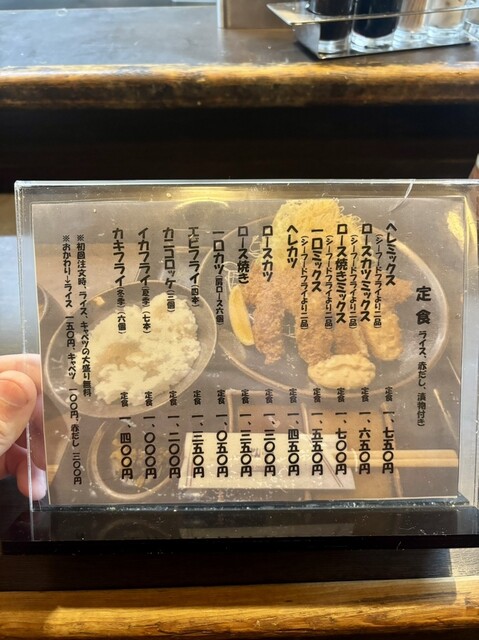 定食 ライス、赤だし、漬物付き
ヘレミックス
(シーフードフライより二品) 定食 一、七五〇円
ロースカツミックス
(シーフードフライより二品) 定食 一、六五〇円
ロース焼きミックス
(シーフードフライより二品) 定食 一、七〇〇円
一口ミックス
(シーフードフライより二品) 定食 一、五五〇円
ヘレカツ 定食 一、四五〇円
ロースカツ 定食 一、三〇〇円
ロース焼き 定食 一、三五〇円
一口カツ(肩ロース六個) 定食 一、〇五〇円
エビフライ(四本) 定食 一、三五〇円
カニコロッケ(三個) 定食 一、二〇〇円
イカフライ(夏季)(七本) 定食 一、〇〇〇円
カキフライ(冬季)(六個) 定食 一、四〇〇円
※初回注文時、ライス、キャベツの大盛り無料
※おかわり…ライス 一五〇円、キャベツ 一〇〇円、赤だし 三〇〇円